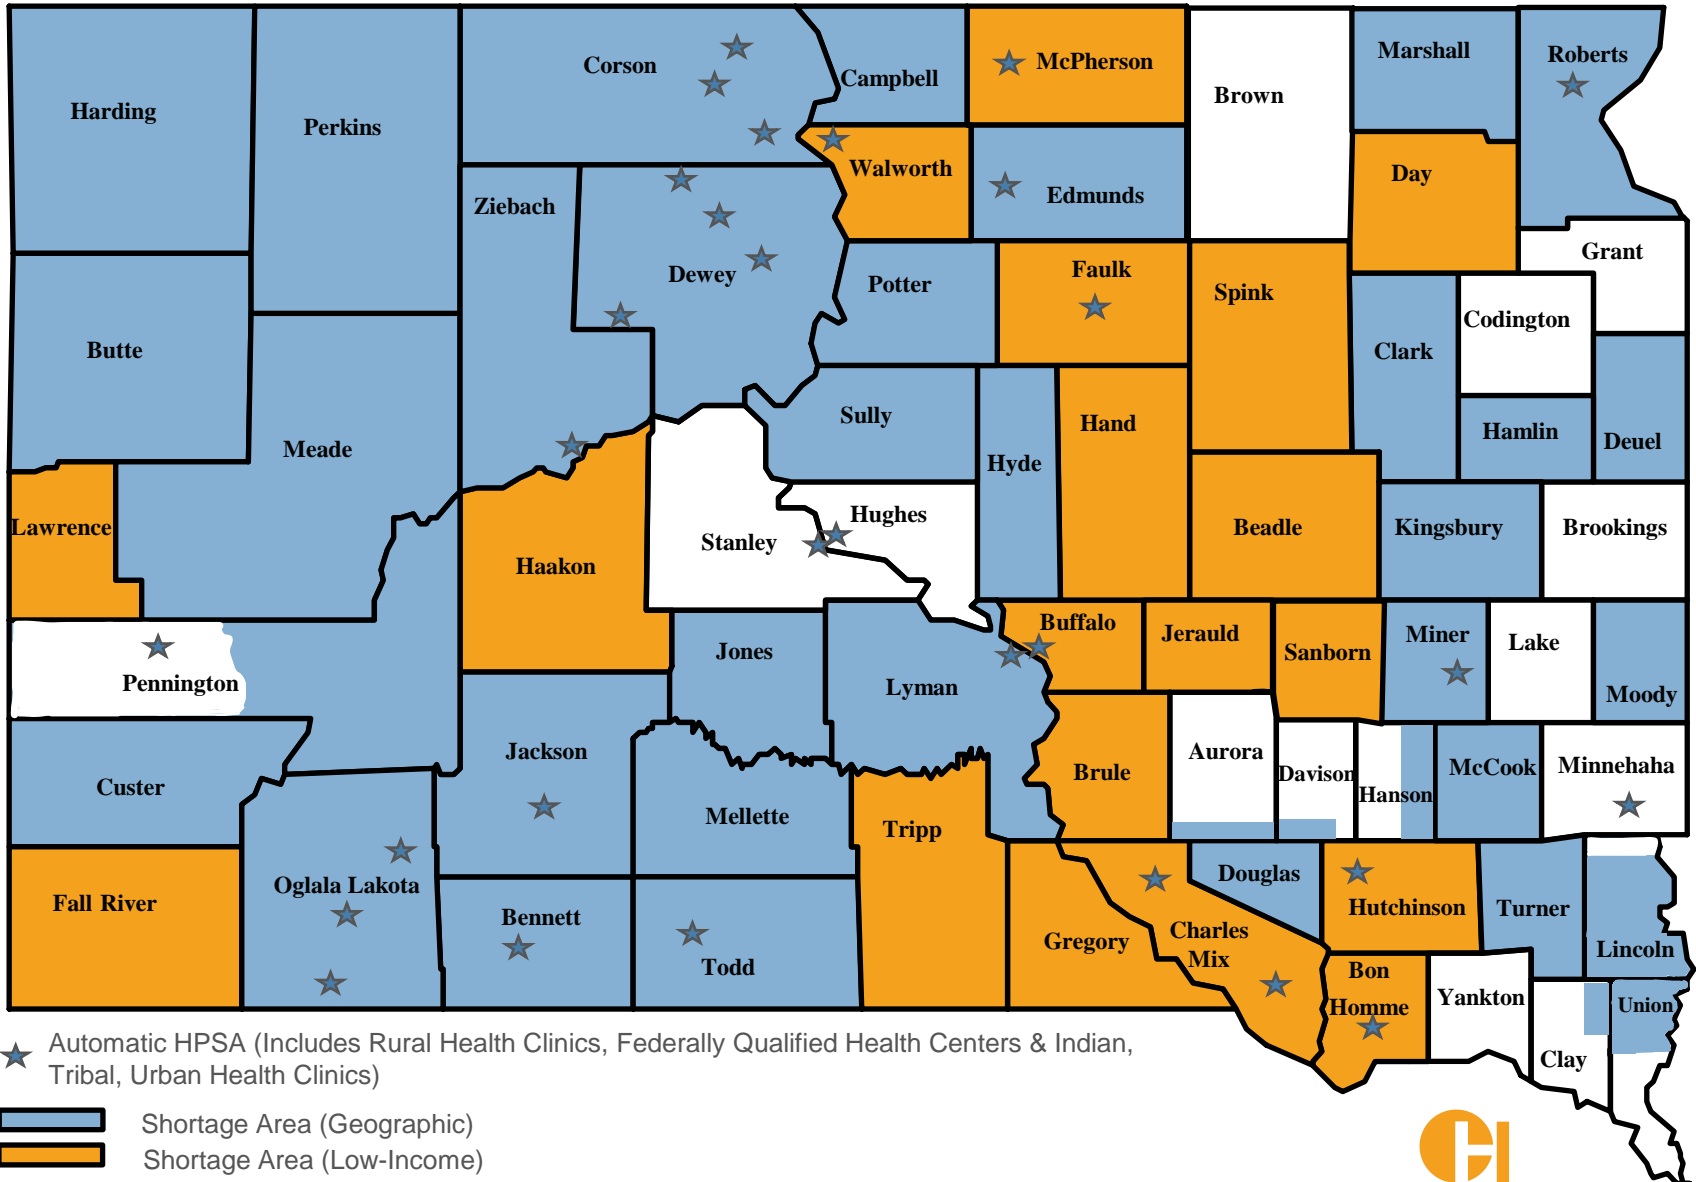 Corson
Campbell
McPherson
Marshall
Roberts
Harding
Perkins
Brown
Walworth
Edmunds
Day
Ziebach
Dewey
Potter
Faulk
Spink
Grant
Codington
Butte
Clark
Meade
Sully
Hand
Hamlin
Deuel
Hyde
Lawrence
Haakon
Stanley
Hughes
Beadle
Kingsbury
Brookings
Pennington
Jones
Lyman
Buffalo
Jerauld
Sanborn
Miner
Lake
Moody
Custer
Jackson
Mellette
Tripp
Brule
Aurora
Davison
Hanson
McCook
Minnehaha
Fall River
Oglala Lakota
Bennett
Todd
Gregory
Charles
Mix
Douglas
Hutchinson
Turner
Lincoln
Bon
Homme
Yankton
Clay
Union
Automatic HPSA (Includes Rural Health Clinics, Federally Qualified Health Centers & Indian,
Tribal, Urban Health Clinics)
Shortage Area (Geographic)
Shortage Area (Low-Income)